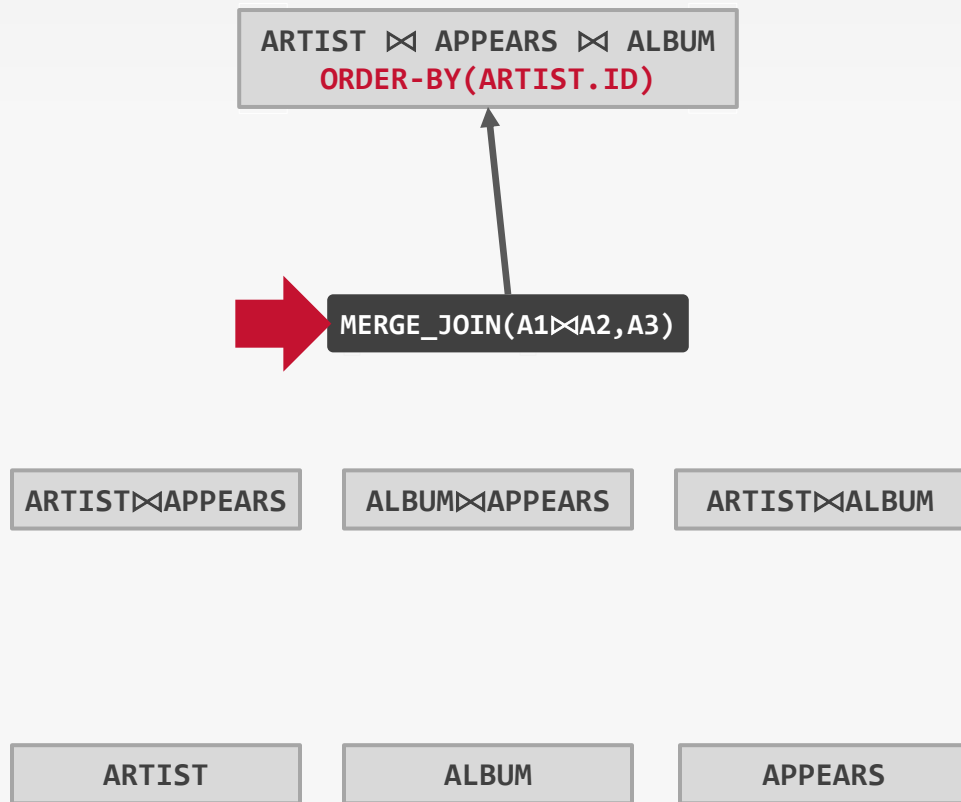 ARTIST ⨝ APPEARS ⨝ ALBUM
ORDER-BY(ARTIST.ID)
MERGE_JOIN(A1⨝A2,A3)
ARTIST⨝APPEARS
ALBUM⨝APPEARS
ARTIST⨝ALBUM
ARTIST
ALBUM
APPEARS